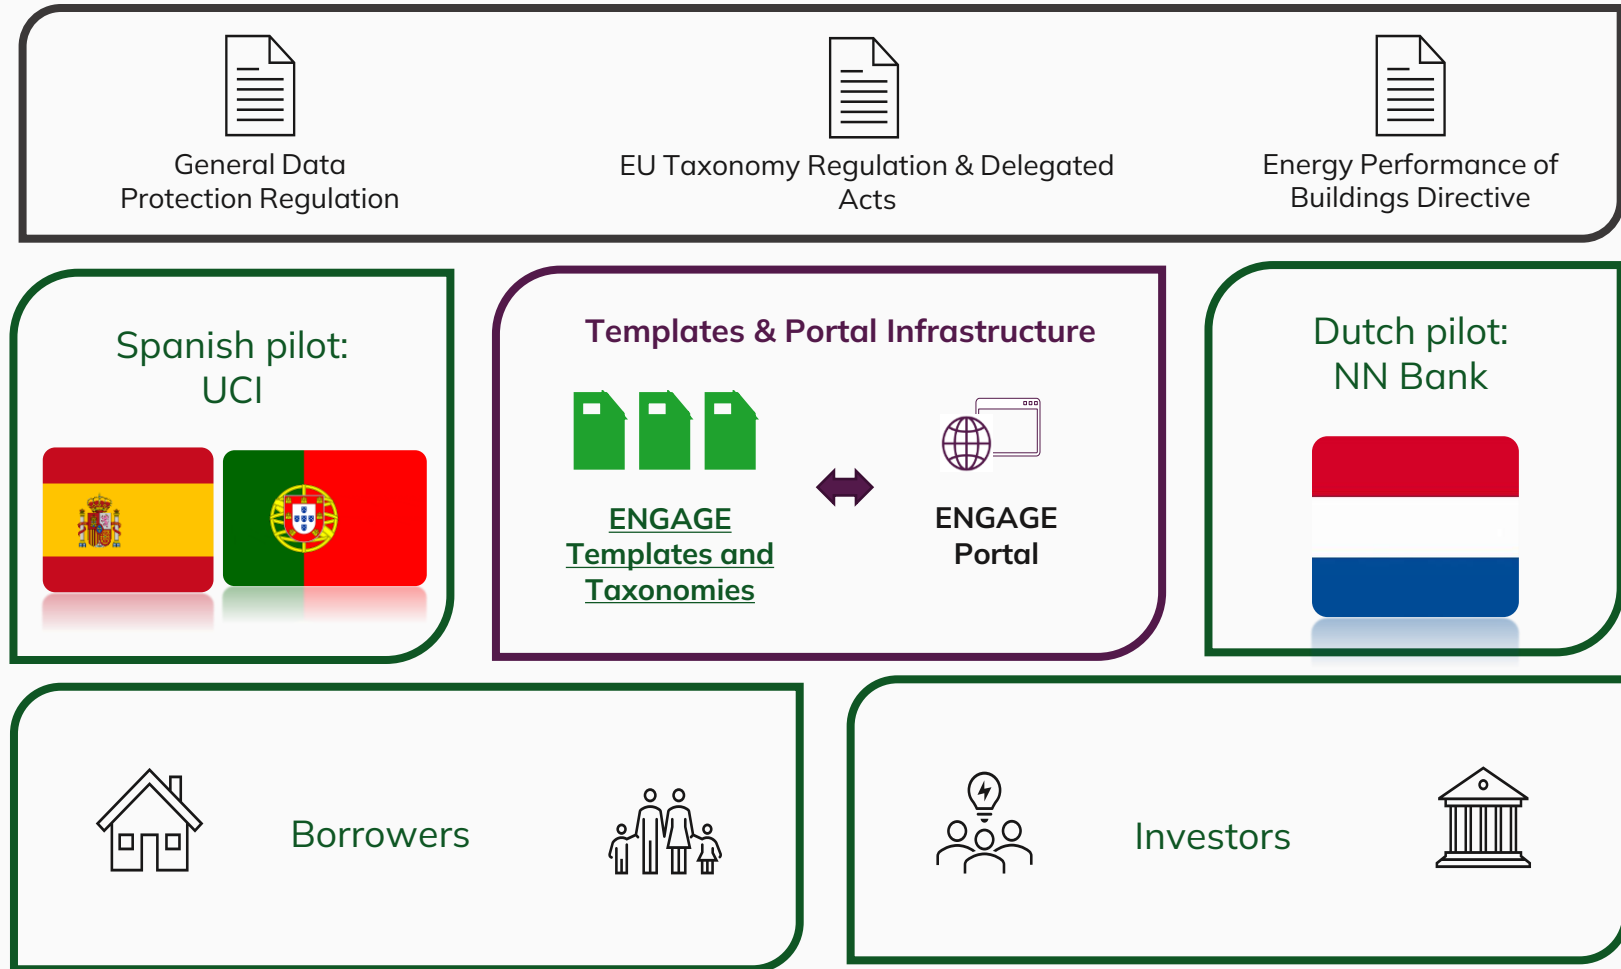 General Data
Protection Regulation
EU Taxonomy Regulation & Delegated
Acts
Energy Performance of
Buildings Directive
Spanish pilot:
UCI
Templates & Portal Infrastructure
ENGAGE
Templates and
Taxonomies
ENGAGE
Portal
Dutch pilot:
NN Bank
Borrowers
Investors